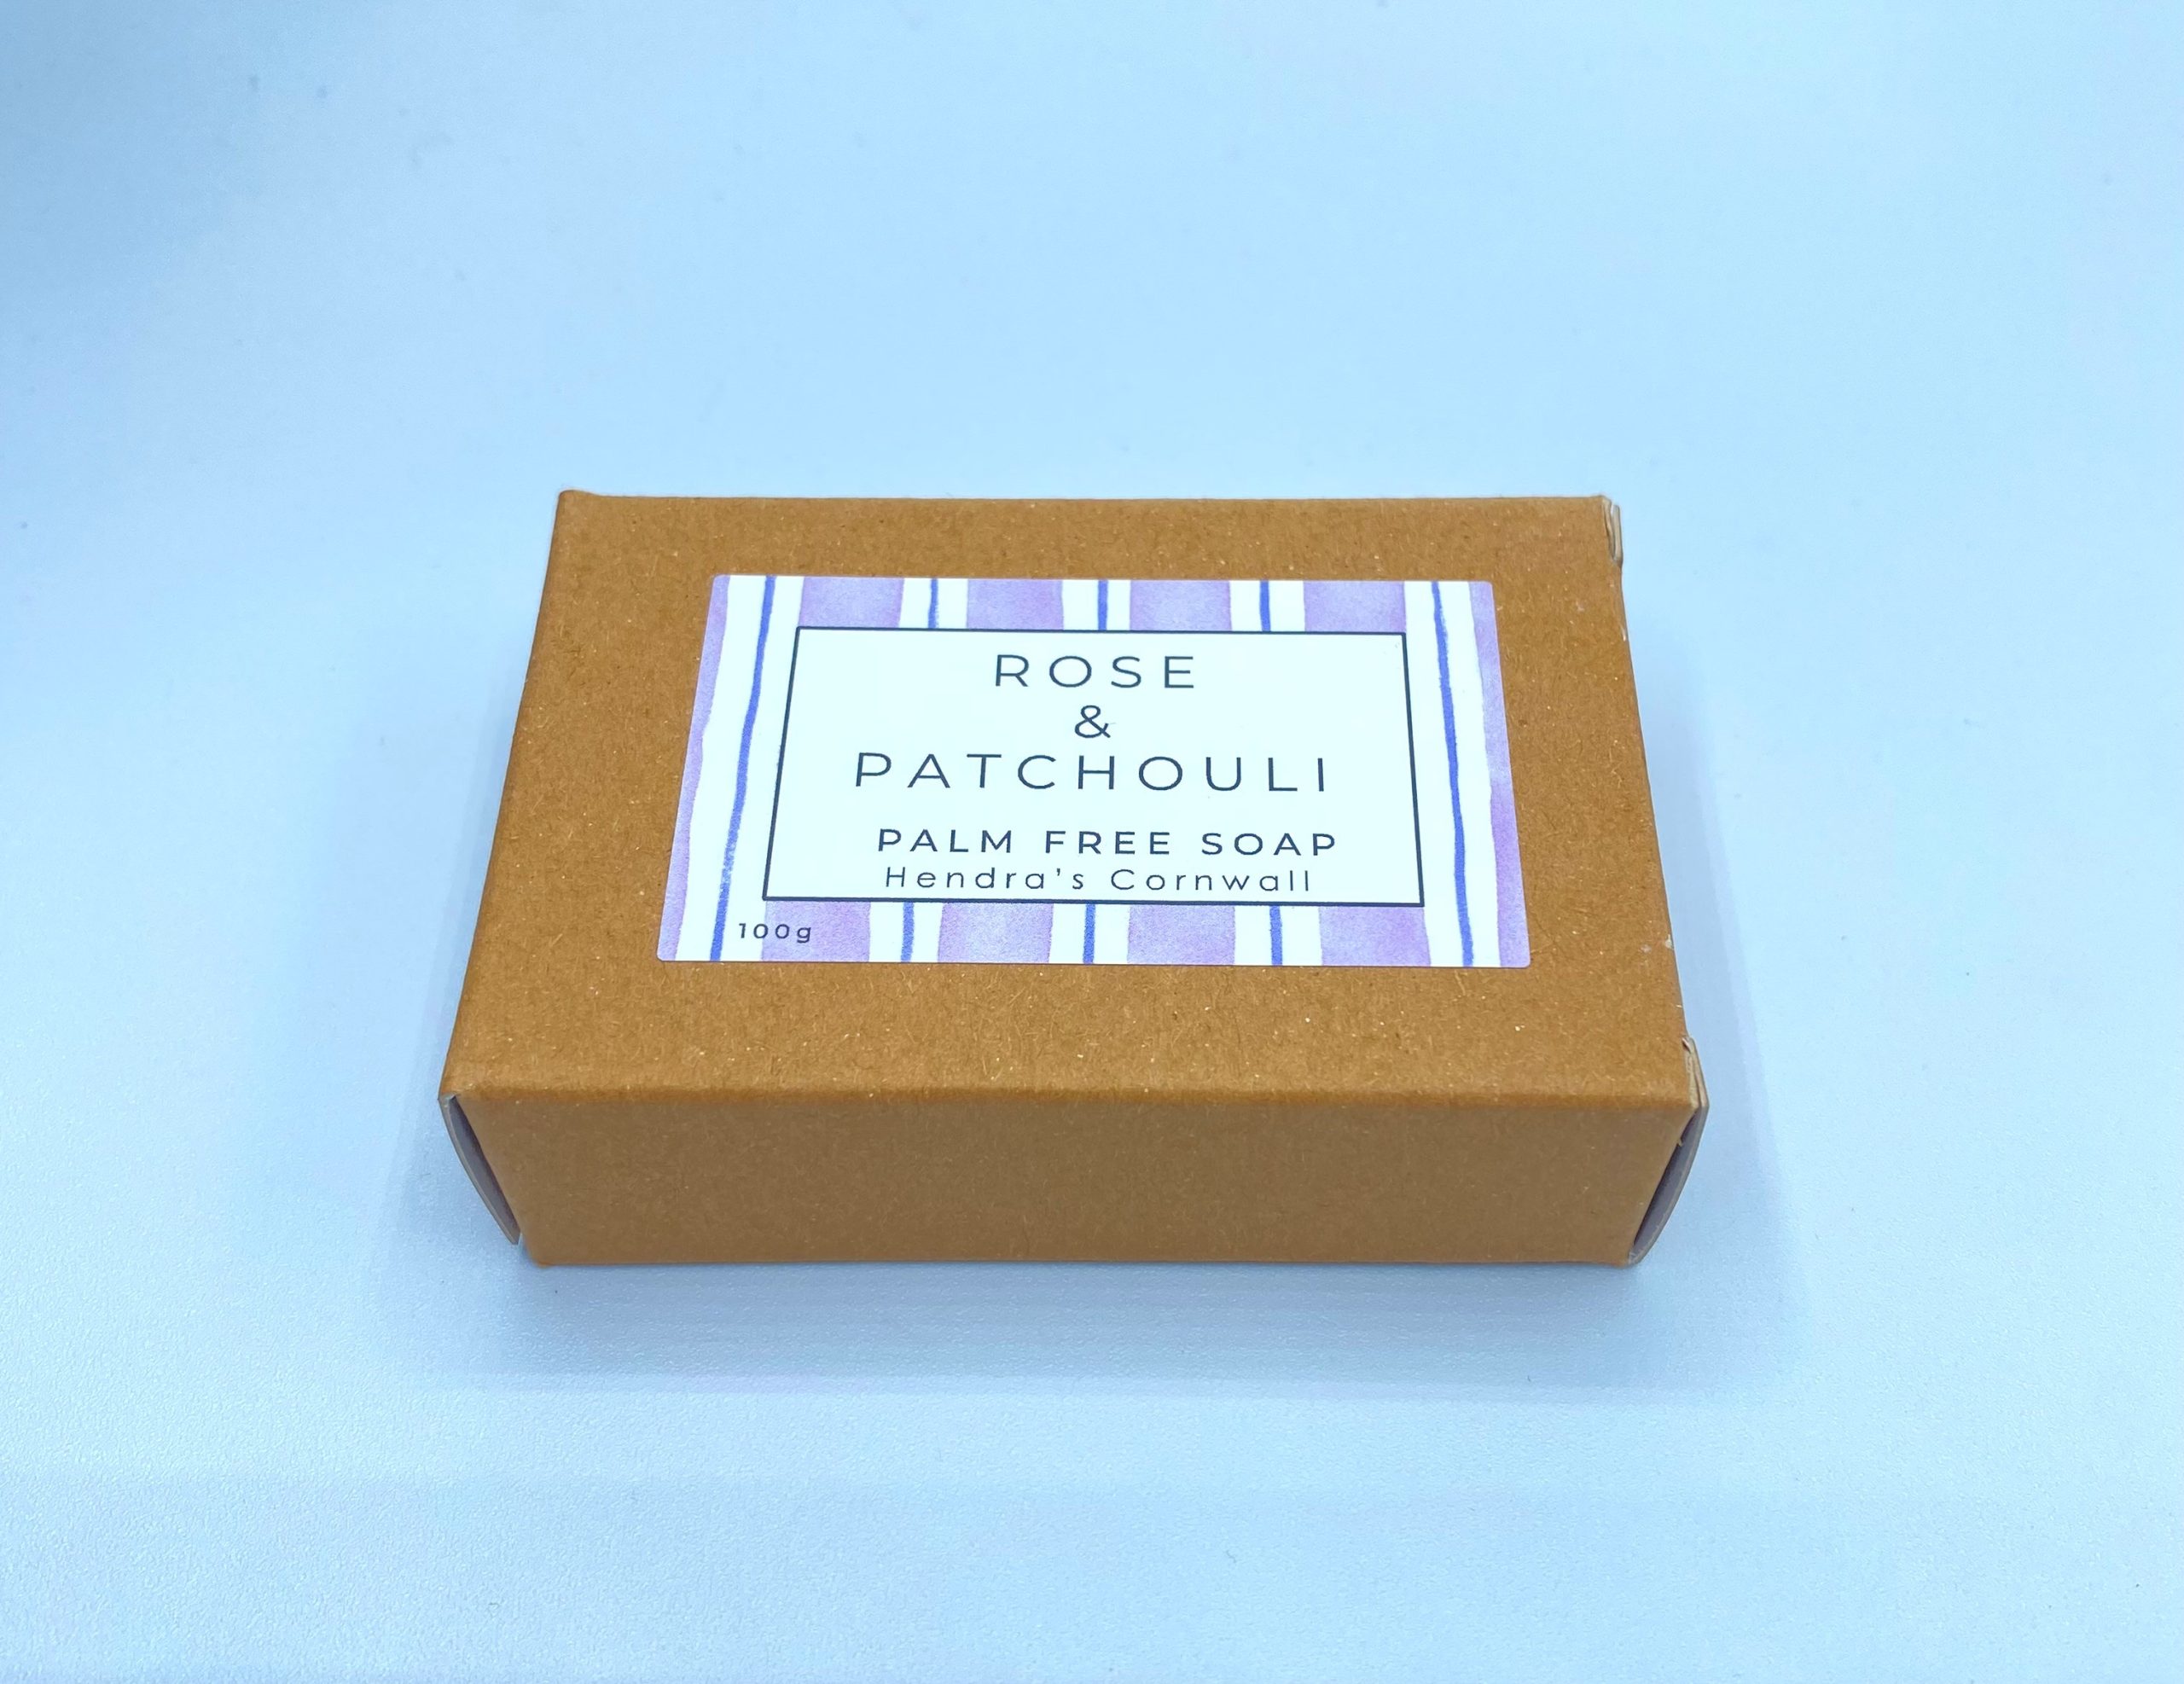 ROSE
&
PATCHOULI
PALM FREE SOAP
Hendra's Cornwall
100g